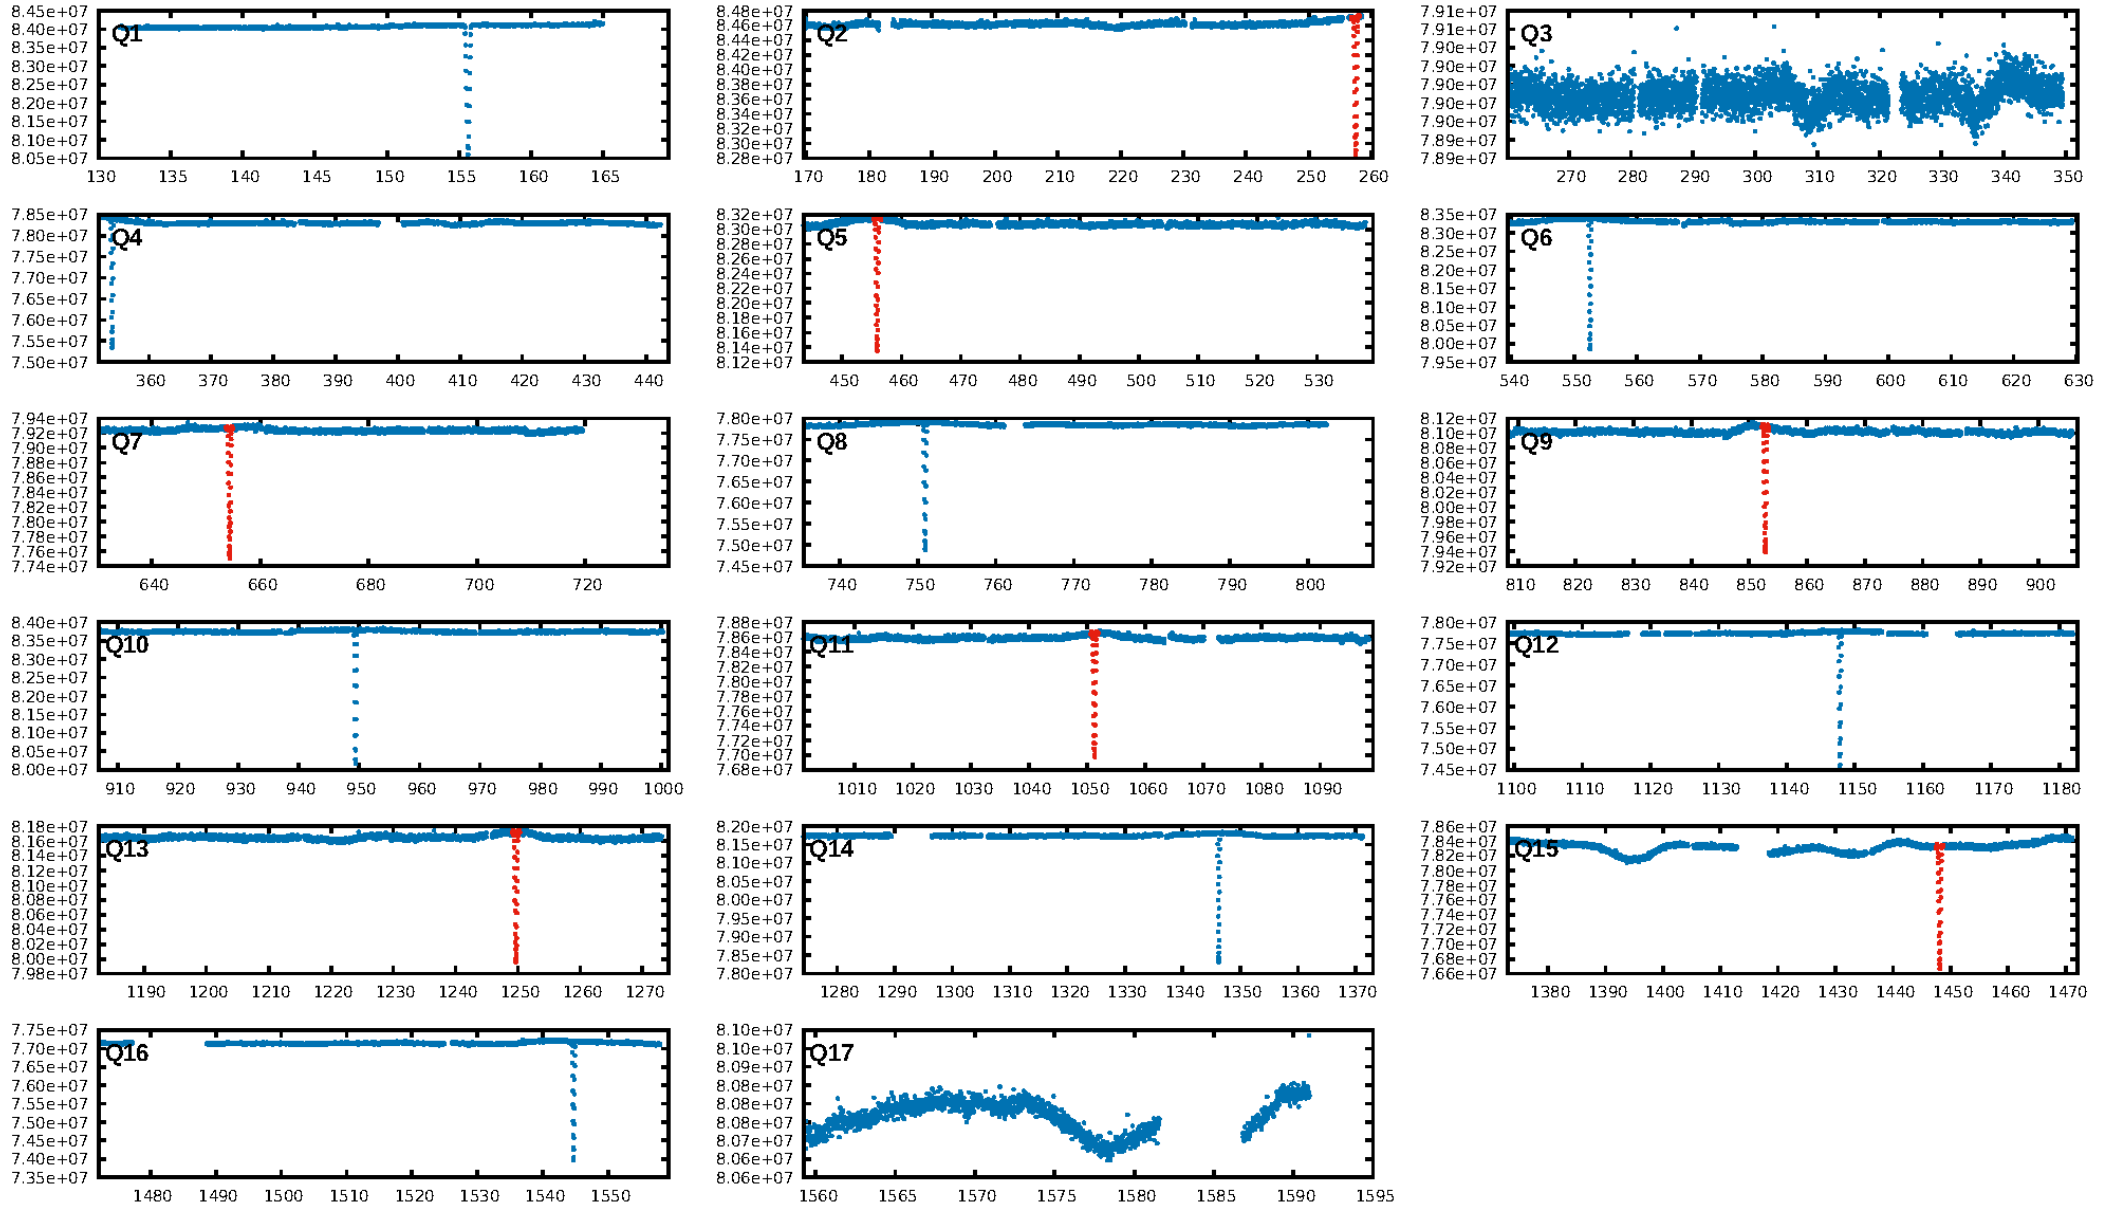 8.45e+07
8.40e+07
8.35e+07
8.30e+07
8.25e+07
8.20e+07
8.15e+07
8.10e+07
8.05e+07
Q1
130 135 140 145 150 155 160 165
8.48e+07
8.46e+07
8.44e+07
8.42e+07
8.40e+07
8.38e+07
8.36e+07
8.34e+07
8.32e+07
8.30e+07
8.28e+07
Q2
170 180 190 200 210 220 230 240 250 260
7.91e+07
7.91e+07
7.90e+07
7.90e+07
7.90e+07
7.90e+07
7.90e+07
7.89e+07
7.89e+07
Q3
270 280 290 300 310 320 330 340 350
7.85e+07
7.80e+07
7.75e+07
7.70e+07
7.65e+07
7.60e+07
7.55e+07
7.50e+07
Q4
360 370 380 390 400 410 420 430 440
8.32e+07
8.30e+07
8.28e+07
8.26e+07
8.24e+07
8.22e+07
8.20e+07
8.18e+07
8.16e+07
8.14e+07
8.12e+07
Q5
450 460 470 480 490 500 510 520 530
8.35e+07
8.30e+07
8.25e+07
8.20e+07
8.15e+07
8.10e+07
8.05e+07
8.00e+07
7.95e+07
Q6
540 550 560 570 580 590 600 610 620 630
7.94e+07
7.92e+07
7.90e+07
7.88e+07
7.86e+07
7.84e+07
7.82e+07
7.80e+07
7.78e+07
7.76e+07
7.74e+07
Q7
640 660 680 700 720
7.80e+07
7.75e+07
7.70e+07
7.65e+07
7.60e+07
7.55e+07
7.50e+07
7.45e+07
Q8
740 750 760 770 780 790 800
8.12e+07
8.10e+07
8.08e+07
8.06e+07
8.04e+07
8.02e+07
8.00e+07
7.98e+07
7.96e+07
7.94e+07
7.92e+07
Q9
810 820 830 840 850 860 870 880 890 900
8.40e+07
8.35e+07
8.30e+07
8.25e+07
8.20e+07
8.15e+07
8.10e+07
8.05e+07
8.00e+07
Q10
910 920 930 940 950 960 970 980 990 1000
7.88e+07
7.86e+07
7.84e+07
7.82e+07
7.80e+07
7.78e+07
7.76e+07
7.74e+07
7.72e+07
7.70e+07
7.68e+07
Q11
1010 1020 1030 1040 1050 1060 1070 1080 1090
7.80e+07
7.75e+07
7.70e+07
7.65e+07
7.60e+07
7.55e+07
7.50e+07
7.45e+07
Q12
1100 1110 1120 1130 1140 1150 1160 1170 1180
8.18e+07
8.16e+07
8.14e+07
8.12e+07
8.10e+07
8.08e+07
8.06e+07
8.04e+07
8.02e+07
8.00e+07
7.98e+07
Q13
1190 1200 1210 1220 1230 1240 1250 1260 1270
8.20e+07
8.15e+07
8.10e+07
8.05e+07
8.00e+07
7.95e+07
7.90e+07
7.85e+07
7.80e+07
Q14
1280 1290 1300 1310 1320 1330 1340 1350 1360 1370
7.86e+07
7.84e+07
7.82e+07
7.80e+07
7.78e+07
7.76e+07
7.74e+07
7.72e+07
7.70e+07
7.68e+07
7.66e+07
Q15
1380 1390 1400 1410 1420 1430 1440 1450 1460 1470
7.75e+07
7.70e+07
7.65e+07
7.60e+07
7.55e+07
7.50e+07
7.45e+07
7.40e+07
7.35e+07
Q16
1480 1490 1500 1510 1520 1530 1540 1550
8.10e+07
8.10e+07
8.09e+07
8.08e+07
8.08e+07
8.07e+07
8.07e+07
8.06e+07
8.06e+07
Q17
1560 1565 1570 1575 1580 1585 1590 1595